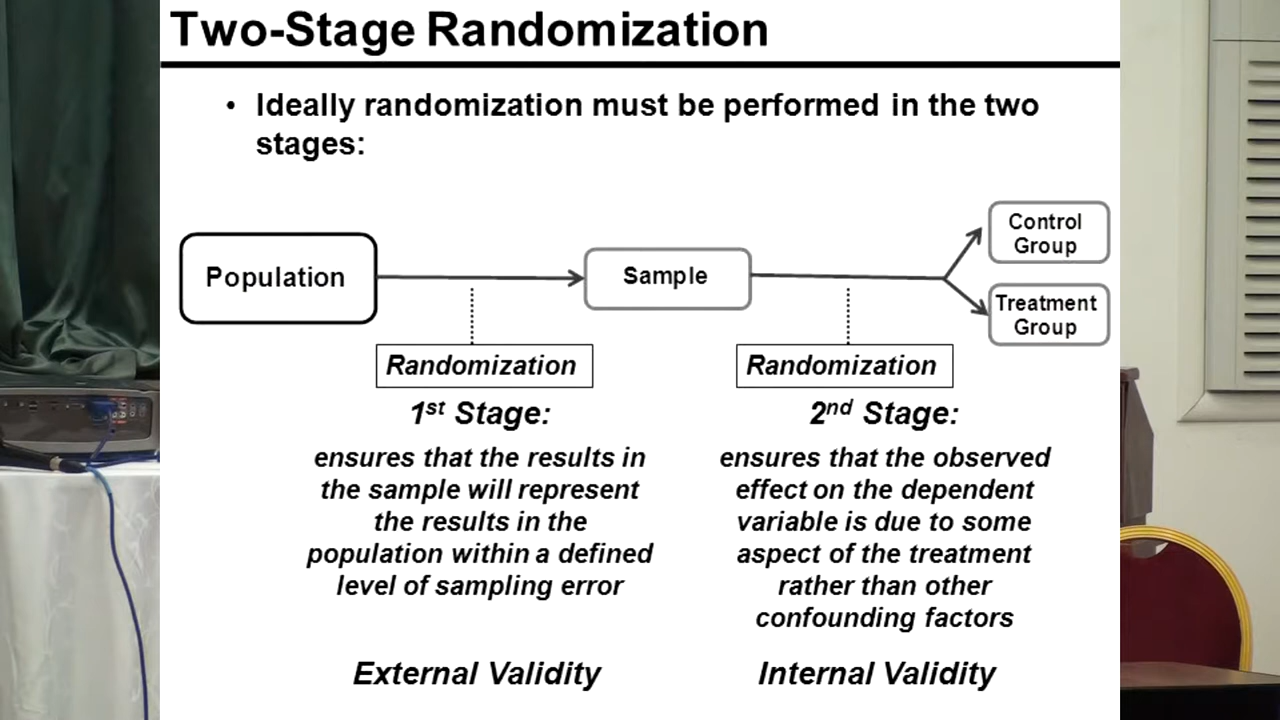 Two-Stage Randomization
• Ideally randomization must be performed in the two
stages:
Population
Sample
Control
Group
Treatment
Group
Randomization
Randomization
1st Stage:
ensures that the results in
the sample will represent
the results in the
population within a defined
level of sampling error
External Validity
2nd Stage:
ensures that the observed
effect on the dependent
variable is due to some
aspect of the treatment
rather than other
confounding factors
Internal Validity